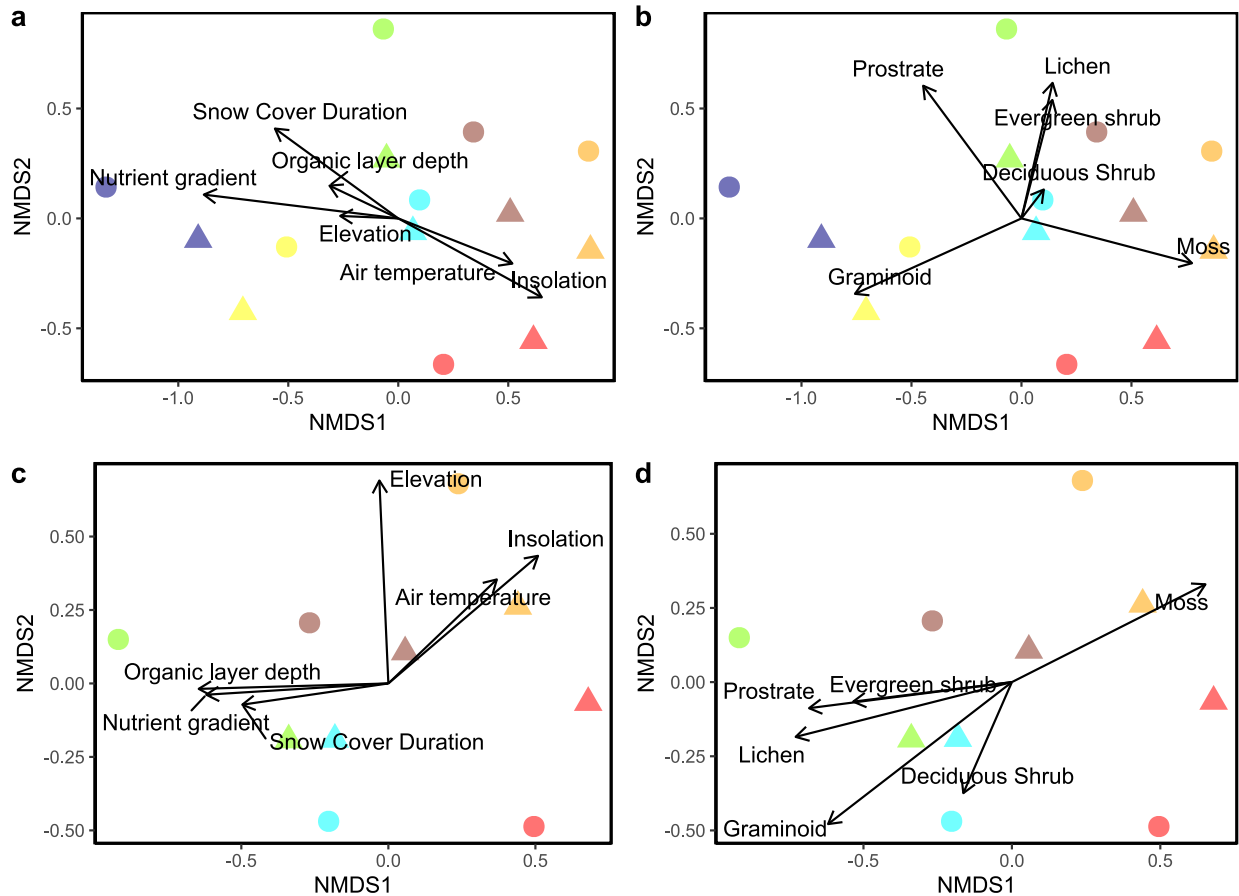 a
NMDS2
0.5
0.0
-0.5
Snow Cover Duration
Organic layer depth
Nutrient gradient
Elevation
Air temperature
Insolation
-1.0
-0.5
0.0
0.5
NMDS1
b
NMDS2
0.5
0.0
-0.5
Prostrate
Lichen
Evergreen shrub
Deciduous Shrub
Moss
Graminoid
-1.0
-0.5
0.0
0.5
NMDS1
c
NMDS2
0.50
0.25
0.00
-0.25
-0.50
Elevation
Insolation
Air temperature
Organic layer depth
Nutrient gradient
Snow Cover Duration
-0.5
0.0
0.5
NMDS1
d
NMDS2
0.50
0.25
0.00
-0.25
-0.50
Moss
Evergreen shrub
Prostrate
Lichen
Deciduous Shrub
Graminoid
-0.5
0.0
0.5
NMDS1